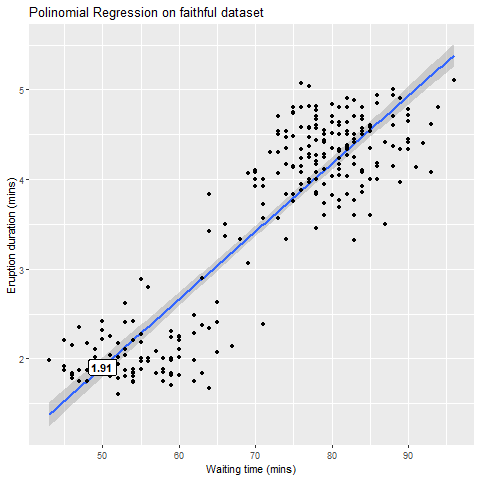 Polinomial Regression on faithful dataset
Eruption duration (mins)
5
4
3
2
1.91
50 60 70 80 90
Waiting time (mins)